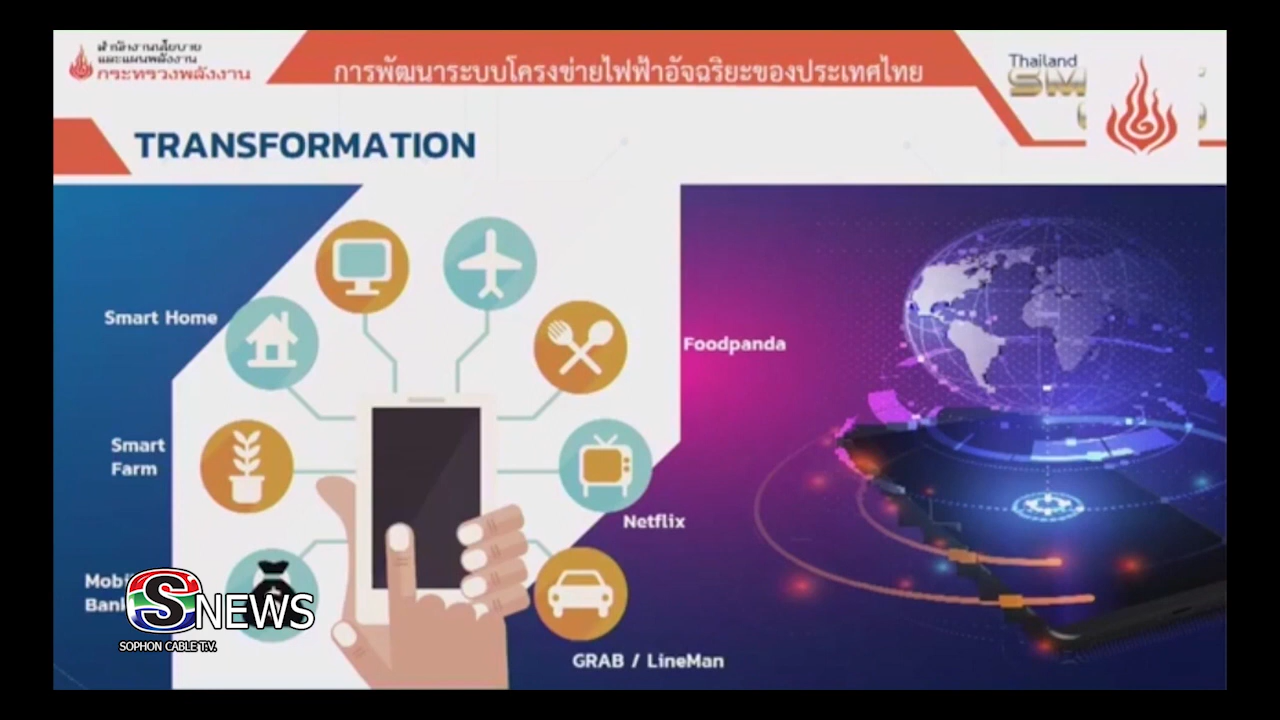 สำนักงานนโยบาย
และแผนพลังงาน
กระทรวงพลังงาน
การพัฒนาระบบโครงข่ายไฟฟ้าอัจฉริยะของประเทศไทย
Thailand
SM
TRANSFORMATION
Smart Home
Foodpanda
Smart
Farm
Netflix
Mobi
Bank
SNEWS
SOPHON CABLE T.V.
GRAB / LineMan